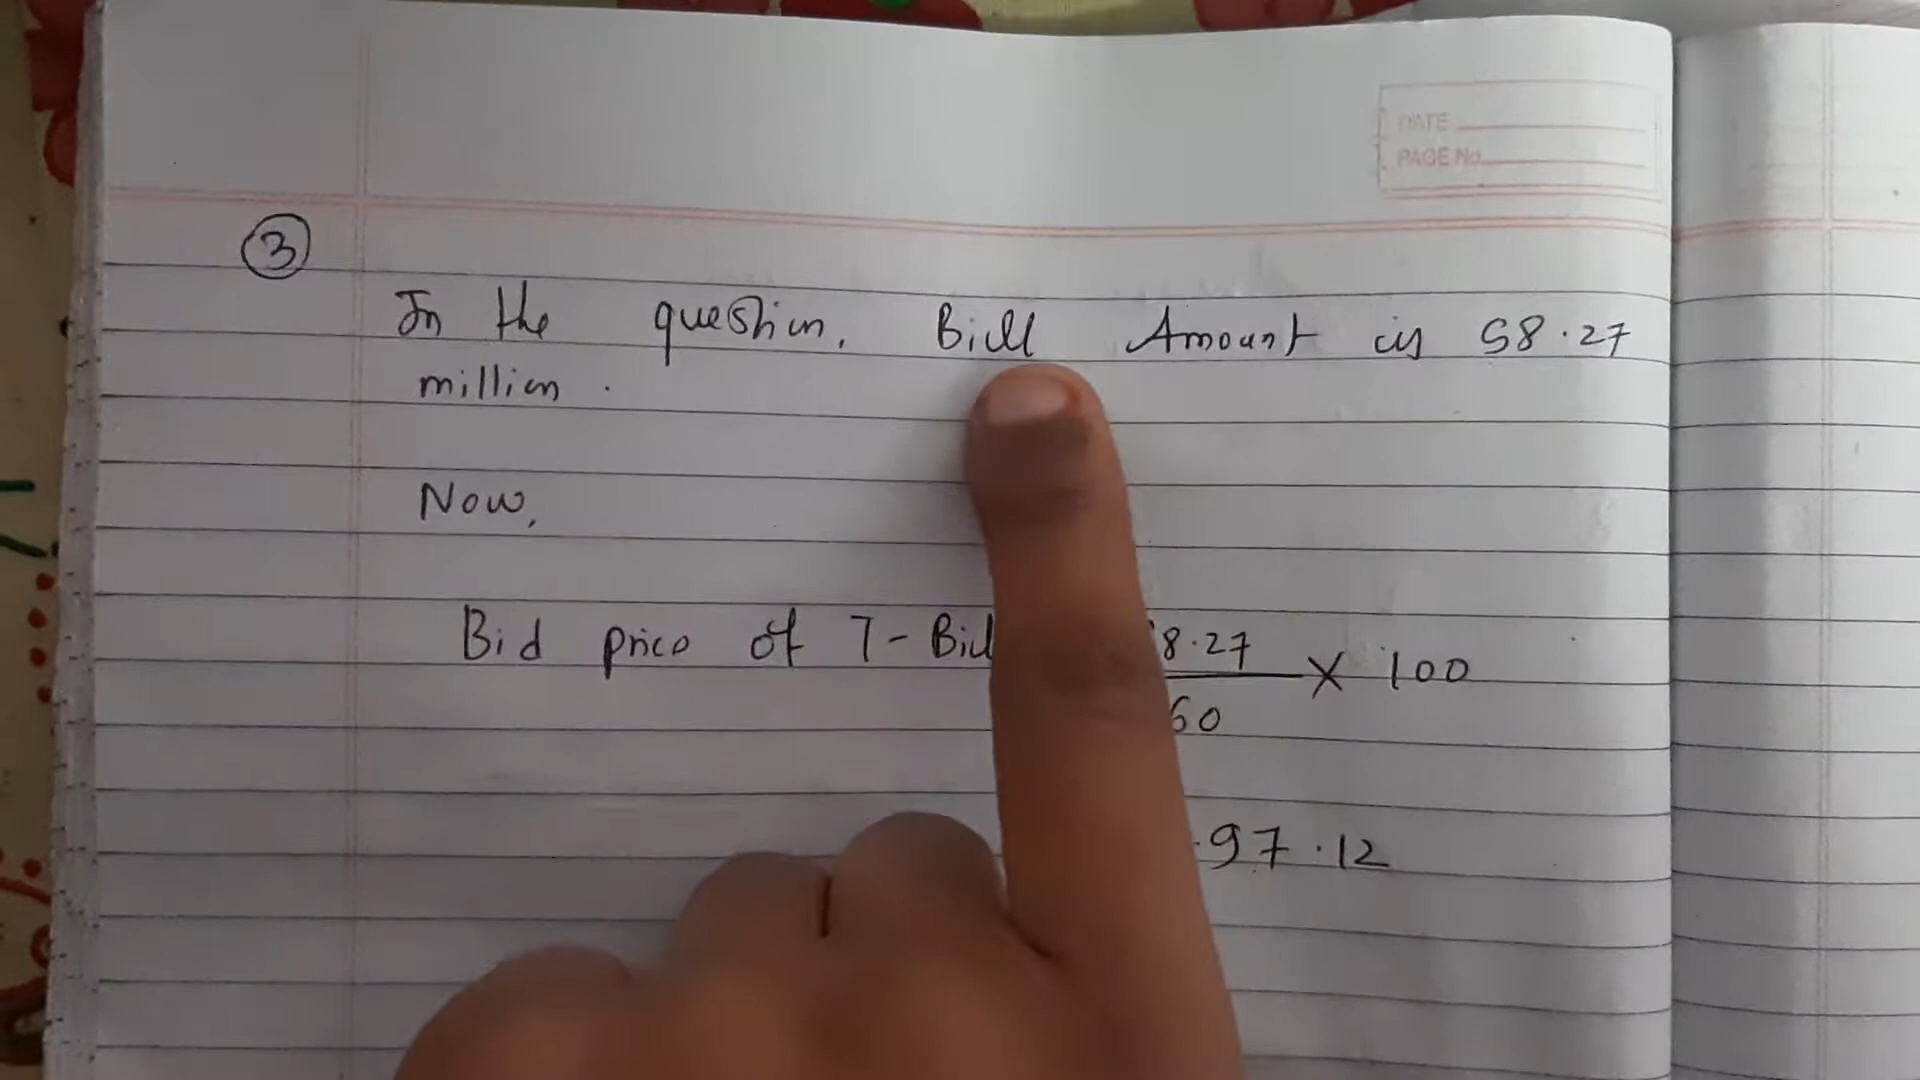 DATE
PAGE No.
3
In the question, Bill Amount is 58.27
million.
Now,
Bid price of T-Bill 8.27 × 100
60
.97.12